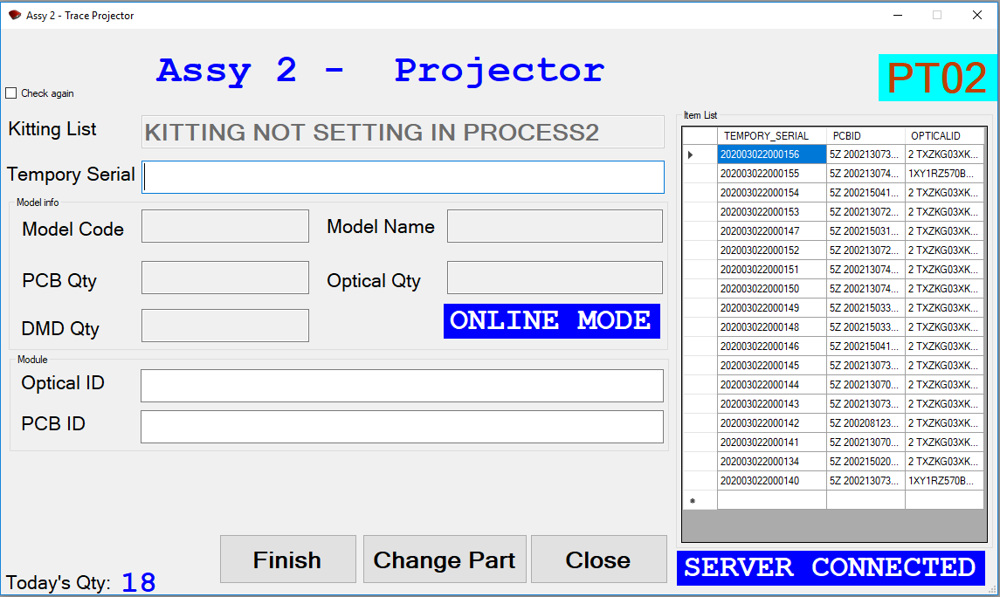 Assy 2 - Trace Projector
Assy 2 - Projector
PT02
Check again
Kitting List
KITTING NOT SETTING IN PROCESS2
Tempory Serial
Model info
Model Code
Model Name
PCB Qty
Optical Qty
DMD Qty
ONLINE MODE
Module
Optical ID
PCB ID
Finish
Change Part
Close
Today's Qty: 18
Item List
TEMPORY_SERIAL PCBID OPTICALID
202003022000156 5Z 200213073... 2 TXZKG03XK...
202003022000155 5Z 200213074... 1XY1RZ570B...
202003022000154 5Z 200215041... 2 TXZKG03XK...
202003022000153 5Z 200213072... 2 TXZKG03XK...
202003022000147 5Z 200215031... 2 TXZKG03XK...
202003022000152 5Z 200213072... 2 TXZKG03XK...
202003022000151 5Z 200213074... 2 TXZKG03XK...
202003022000150 5Z 200213074... 2 TXZKG03XK...
202003022000149 5Z 200215033... 2 TXZKG03XK...
202003022000148 5Z 200215033... 2 TXZKG03XK...
202003022000146 5Z 200215041... 2 TXZKG03XK...
202003022000145 5Z 200213073... 2 TXZKG03XK...
202003022000144 5Z 200213070... 2 TXZKG03XK...
202003022000143 5Z 200213073... 2 TXZKG03XK...
202003022000142 5Z 200208123... 2 TXZKG03XK...
202003022000141 5Z 200213070... 2 TXZKG03XK...
202003022000134 5Z 200215020... 2 TXZKG03XK...
202003022000140 5Z 200213073... 1XY1RZ570B...
SERVER CONNECTED